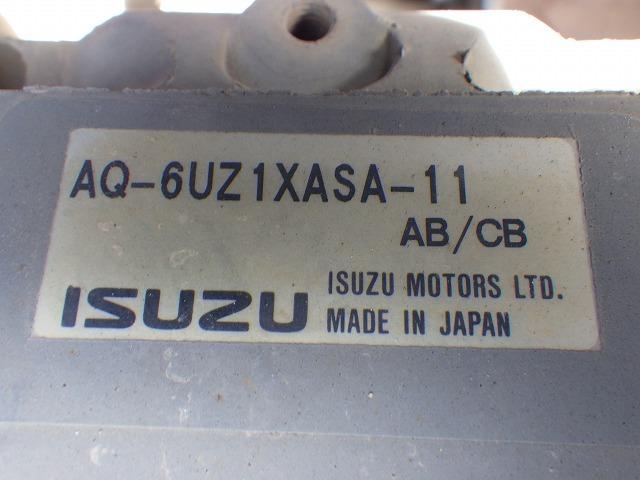 AQ-6UZ1XASA-11
AB/CB
ISUZU
ISUZU MOTORS LTD.
MADE IN JAPAN